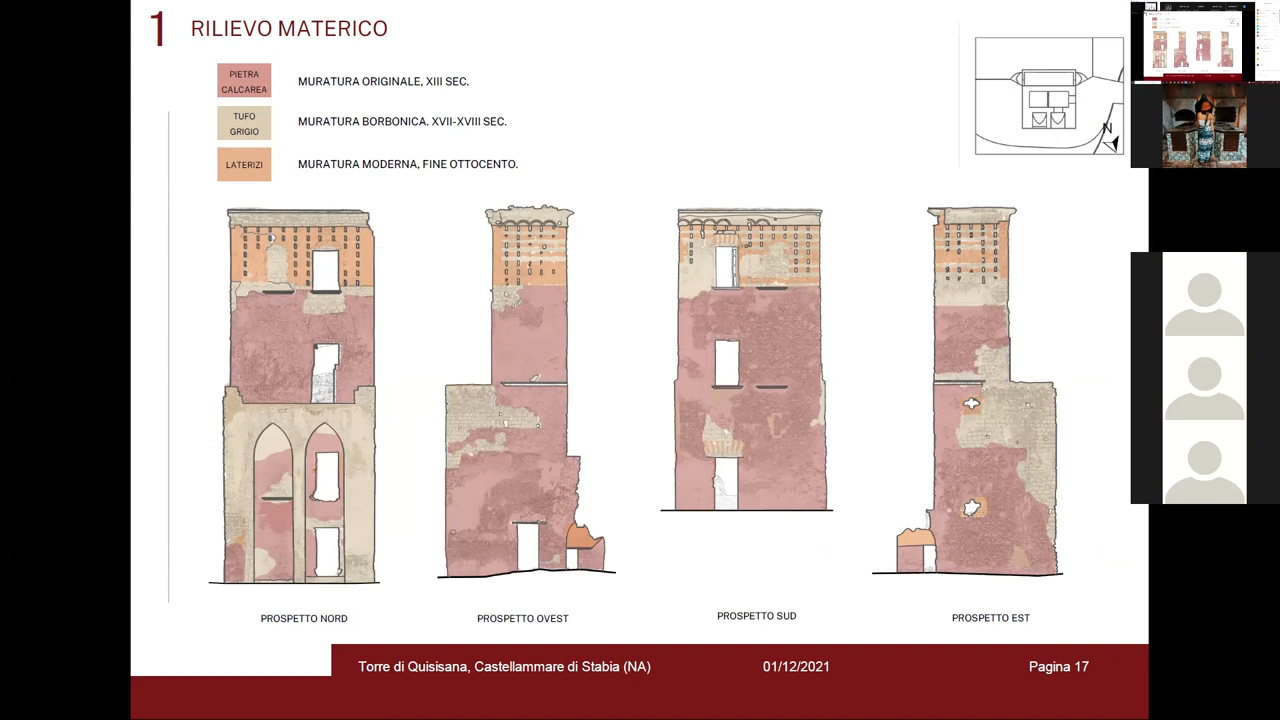 1 RILIEVO MATERICO
PIETRA
CALCAREA
MURATURA ORIGINALE, XIII SEC.
TUFO
GRIGIO
MURATURA BORBONICA. XVII-XVIII SEC.
LATERIZI
MURATURA MODERNA, FINE OTTOCENTO.
N
PROSPETTO NORD
PROSPETTO OVEST
PROSPETTO SUD
PROSPETTO EST
Torre di Quisisana, Castellammare di Stabia (NA)
01/12/2021
Pagina 17